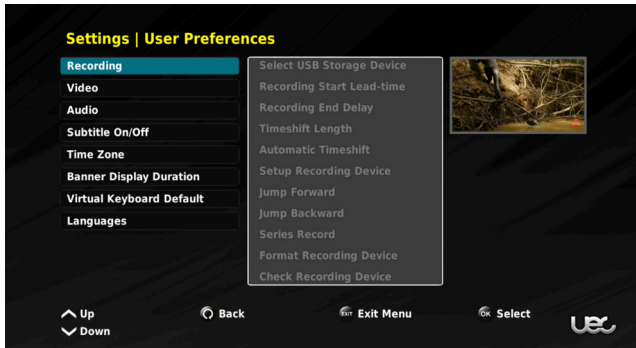 Settings | User Preferences
Recording
Video
Audio
Subtitle On/Off
Time Zone
Banner Display Duration
Virtual Keyboard Default
Languages
Select USB Storage Device
Recording Start Lead-time
Recording End Delay
Timeshift Length
Automatic Timeshift
Setup Recording Device
Jump Forward
Jump Backward
Series Record
Format Recording Device
Check Recording Device
Up
Down
Back
EXIT Exit Menu
OK Select
UEC